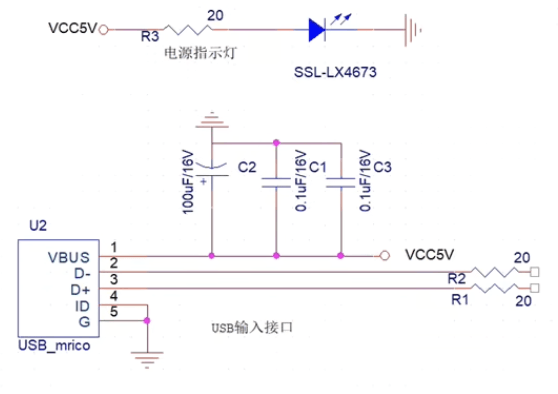 VCC5V
20
R3
电源指示灯
SSL-LX4673
100uF/16V
+
C2
0.1uF/16V
C1
0.1uF/16V
C3
U2
VBUS
1
VCC5V
D-
2
R2
20
D+
3
R1
20
ID
4
G
5
USB_mrico
USB输入接口